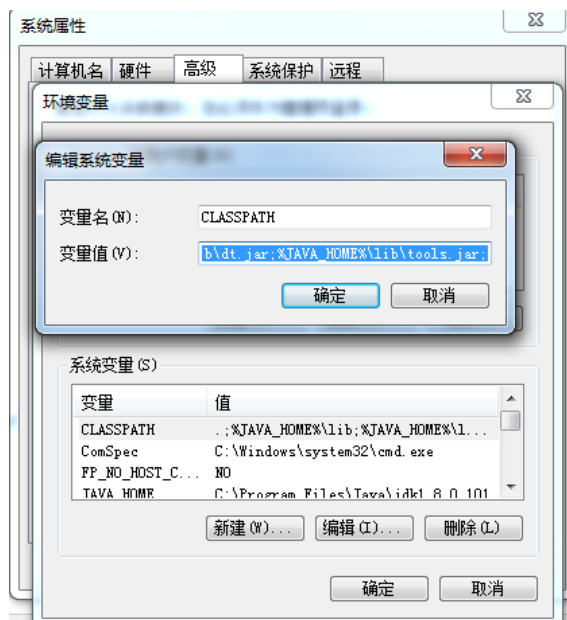 系统属性
计算机名 硬件 高级 系统保护 远程
环境变量
编辑系统变量
变量名(N): CLASSPATH
变量值(V): b\dt.jar;%JAVA_HOME%\lib\tools.jar;
确定 取消
系统变量(S)
变量 值
CLASSPATH .;%JAVA_HOME%\lib;%JAVA_HOME%\l...
ComSpec C:\Windows\system32\cmd.exe
FP_NO_HOST_C... NO
JAVA_HOME C:\Program Files\Java\jdk1.8.0_101
新建(W)... 编辑(I)... 删除(L)
确定 取消